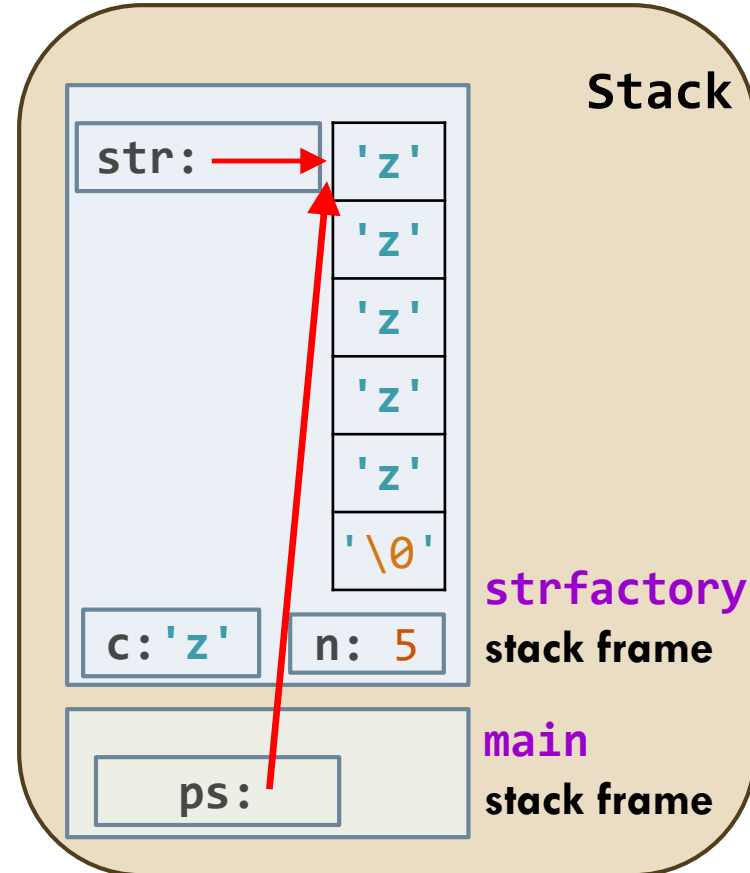 Stack
str:
'z'
'z'
'z'
'z'
'z'
'\0'
c:'z'
n: 5
strfactory
stack frame
main
stack frame
ps: